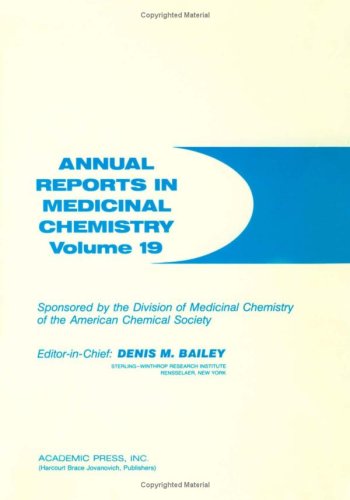 Copyrighted Material
ANNUAL
REPORTS IN
MEDICINAL
CHEMISTRY
Volume 19
Sponsored by the Division of Medicinal Chemistry
of the American Chemical Society
Editor-in-Chief: DENIS M. BAILEY
STERLING–WINTHROP RESEARCH INSTITUTE
RENSSELAER, NEW YORK
ACADEMIC PRESS, INC.
(Harcourt Brace Jovanovich, Publishers)
Copyrighted Material